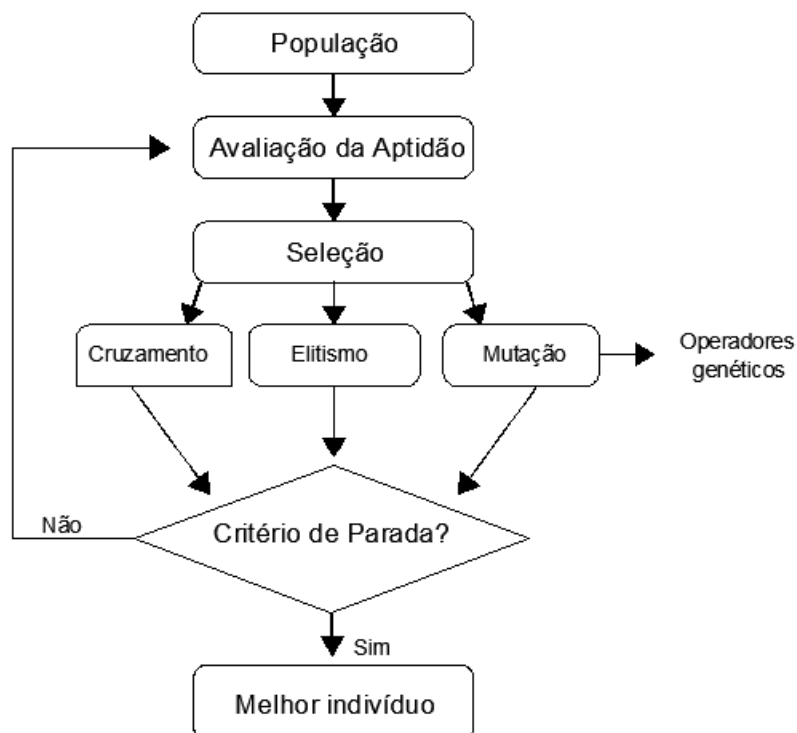 População
Avaliação da Aptidão
Seleção
Cruzamento
Elitismo
Mutação
Operadores
genéticos
Critério de Parada?
Não
Sim
Melhor indivíduo